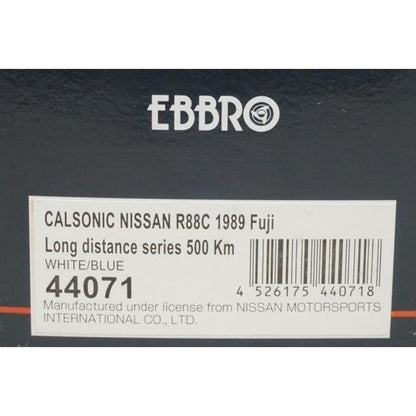 EBBRO
CALSONIC NISSAN R88C 1989 Fuji
Long distance series 500 Km
WHITE/BLUE
44071
4 526175 440718
Manufactured under license from NISSAN MOTORSPORTS
INTERNATIONAL CO., LTD.